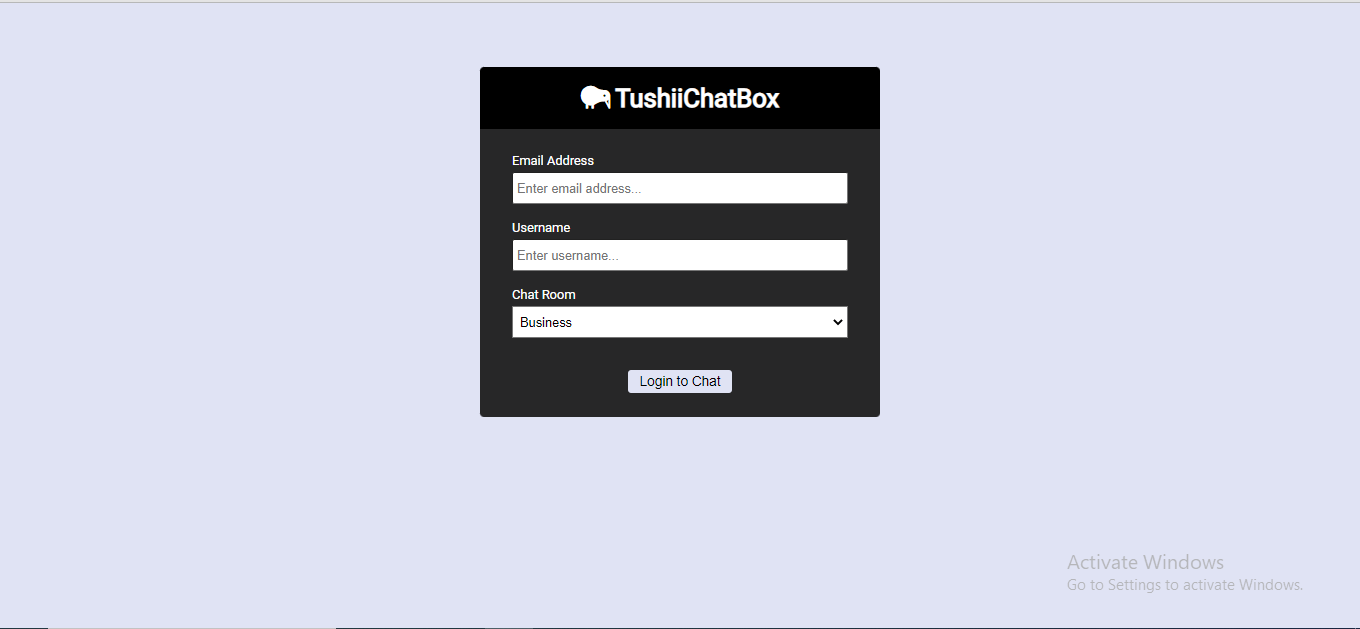 TushiiChatBox
Email Address
Enter email address...
Username
Enter username...
Chat Room
Business
Login to Chat
Activate Windows
Go to Settings to activate Windows.